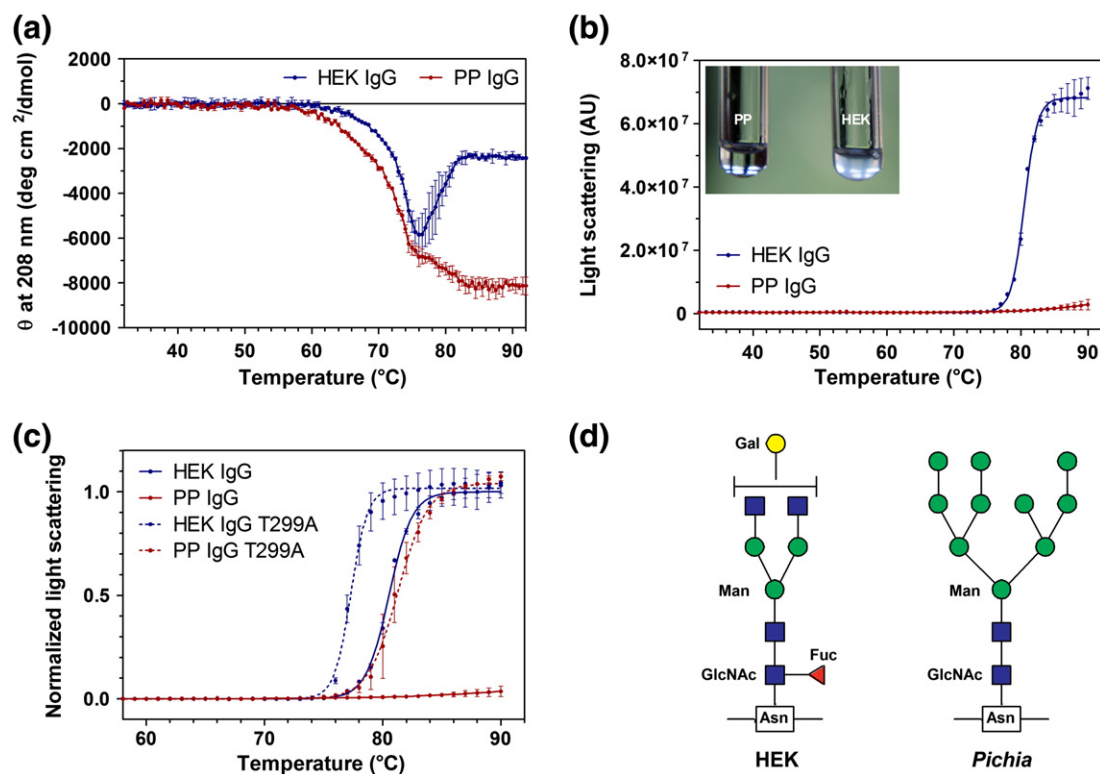 (a)
2000
0
-2000
-4000
-6000
-8000
-10000
θ at 208 nm (deg cm ²/dmol)
HEK IgG
PP IgG
40 50 60 70 80 90
Temperature (°C)
(b)
8.0×10⁷
6.0×10⁷
4.0×10⁷
2.0×10⁷
0
Light scattering (AU)
PP
HEK
HEK IgG
PP IgG
40 50 60 70 80 90
Temperature (°C)
(c)
1.0
0.5
0.0
Normalized light scattering
HEK IgG
PP IgG
HEK IgG T299A
PP IgG T299A
60 70 80 90
Temperature (°C)
(d)
Gal
Man
GlcNAc
Fuc
Asn
HEK
Man
GlcNAc
Asn
Pichia